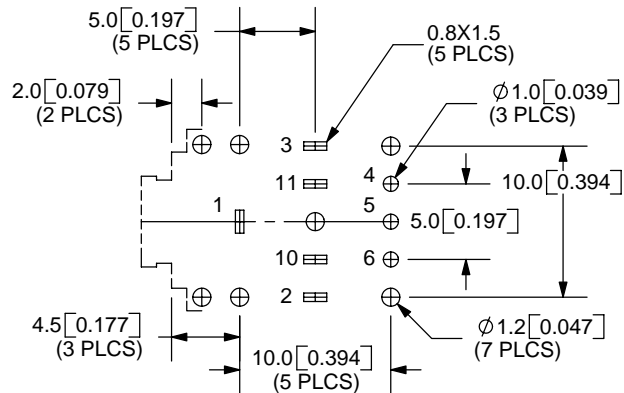 5.0[0.197]
(5 PLCS)
0.8X1.5
(5 PLCS)
2.0[0.079]
(2 PLCS)
Ø1.0[0.039]
(3 PLCS)
3
4
11
10.0[0.394]
1
5
5.0[0.197]
10
6
2
4.5[0.177]
(3 PLCS)
10.0[0.394]
(5 PLCS)
Ø1.2[0.047]
(7 PLCS)